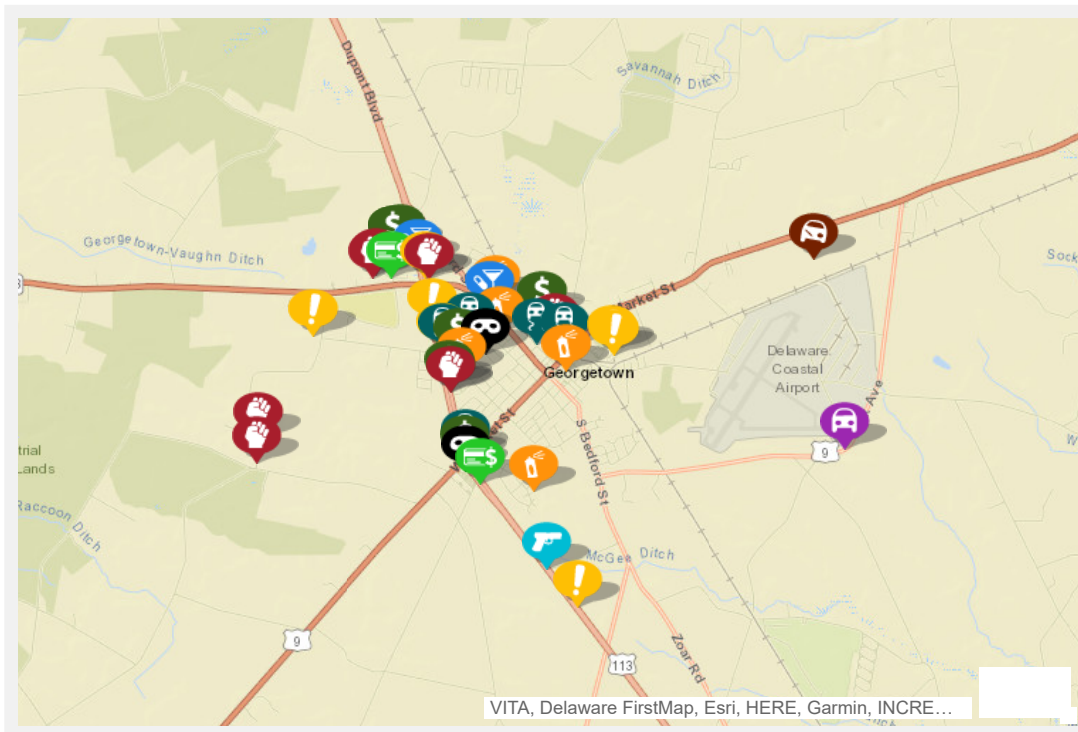 Dupont Blvd
Savannah Ditch
Georgetown-Vaughn Ditch
Sock
Market St
Delaware
Coastal
Airport
Georgetown
Ave
9
S Bedford St
trial
Lands
Raccoon Ditch
McGee Ditch
9
113
Zoar Rd
VITA, Delaware FirstMap, Esri, HERE, Garmin, INCRE…